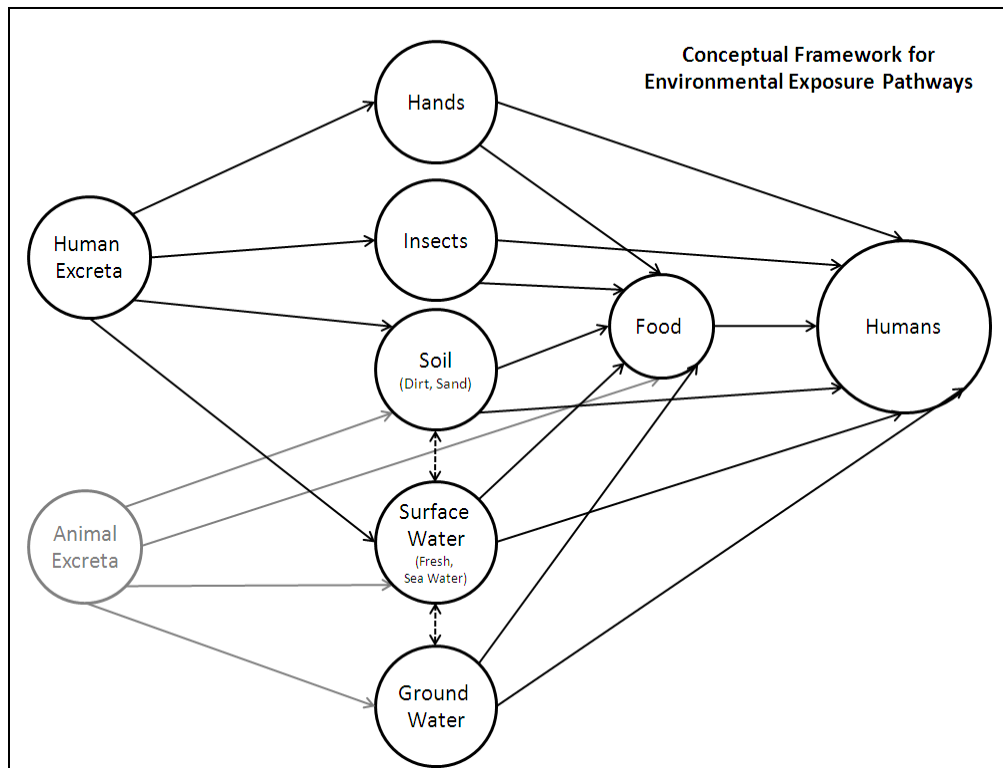 Conceptual Framework for
Environmental Exposure Pathways
Hands
Human
Excreta
Insects
Soil
(Dirt, Sand)
Food
Humans
Animal
Excreta
Surface
Water
(Fresh,
Sea Water)
Ground
Water